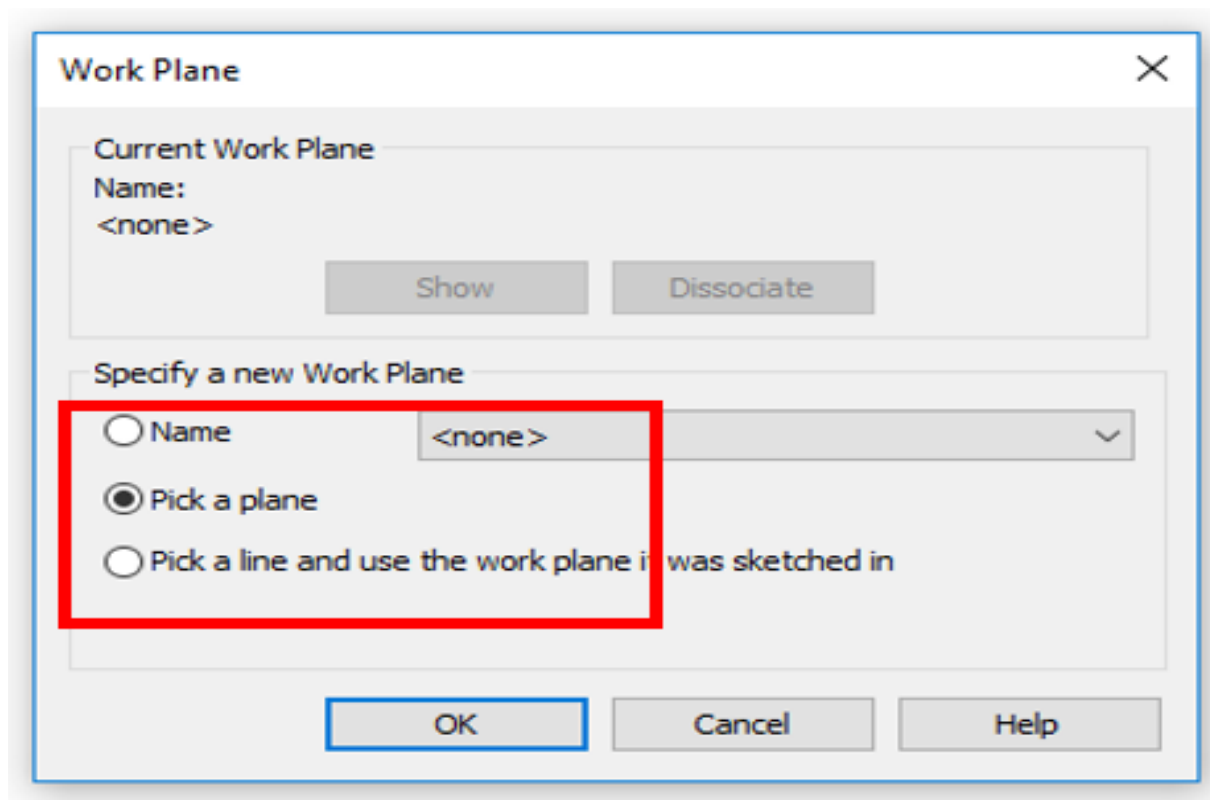 Work Plane
Current Work Plane
Name:
<none>
Show Dissociate
Specify a new Work Plane
Name <none>
Pick a plane
Pick a line and use the work plane it was sketched in
OK Cancel Help